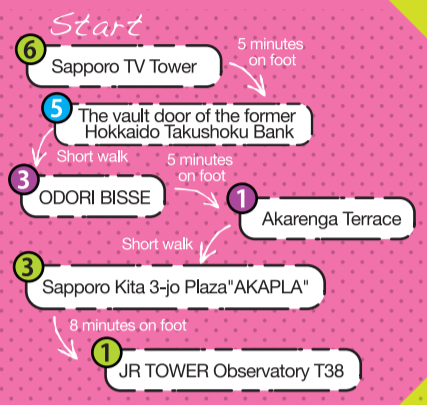 Start
6
Sapporo TV Tower
5 minutes
on foot
5
The vault door of the former
Hokkaido Takushoku Bank
Short walk
3
ODORI BISSE
5 minutes
on foot
1
Akarenga Terrace
Short walk
3
Sapporo Kita 3-jo Plaza"AKAPLA"
8 minutes on foot
1
JR TOWER Observatory T38